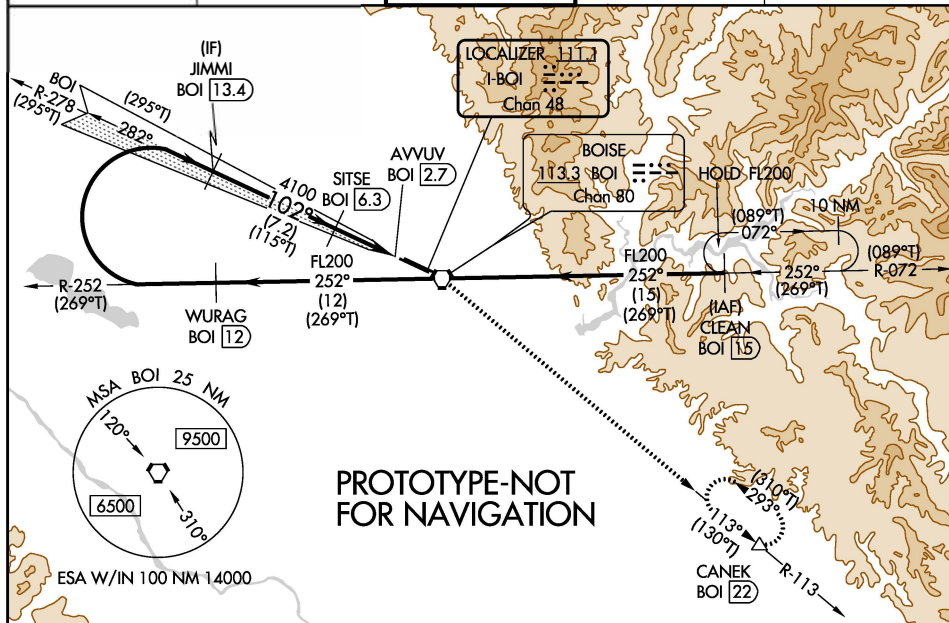 (IF)
JIMMI
BOI 13.4
LOCALIZER 111.1
I-BOI
Chan 48
BOISE
113.3 BOI
Chan 80
HOLD FL200
BOI
R-278
(295°T)
(295°T)
282°
AVVUV
BOI 2.7
SITSE
BOI 6.3
4100
102°
(7.2)
(115°T)
10 NM
(089°T)
072°
(089°T)
R-072
252°
(269°T)
FL200
252°
(12)
(269°T)
FL200
252°
(15)
(269°T)
R-252
(269°T)
WURAG
BOI 12
(IAF)
CLEAN
BOI 15
MSA BOI 25 NM
120°
9500
6500
310°
ESA W/IN 100 NM 14000
PROTOTYPE-NOT
FOR NAVIGATION
(310°T)
293°
113°
(130°T)
CANEK
BOI 22
R-113